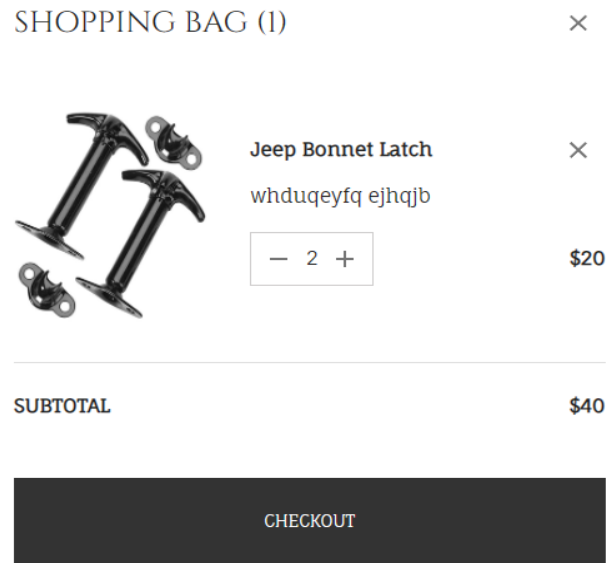 SHOPPING BAG (1)
Jeep Bonnet Latch
whduqeyfq ejhqjb
2
$20
SUBTOTAL
$40
CHECKOUT